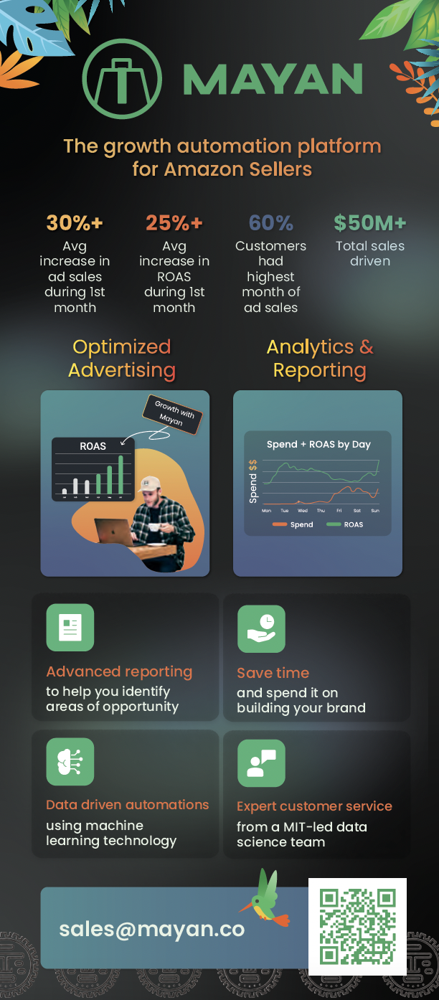 MAYAN
The growth automation platform
for Amazon Sellers
30%+
Avg
increase in
ad sales
during 1st
month
25%+
Avg
increase in
ROAS
during 1st
month
60%
Customers
had
highest
month of
ad sales
$50M+
Total sales
driven
Optimized
Advertising
Analytics &
Reporting
Growth with
Mayan
ROAS
Spend + ROAS by Day
Spend $$
Mon Tue Wed Thu Fri Sat Sun
Spend ROAS
Advanced reporting
to help you identify
areas of opportunity
Save time
and spend it on
building your brand
Data driven automations
using machine
learning technology
Expert customer service
from a MIT-led data
science team
sales@mayan.co